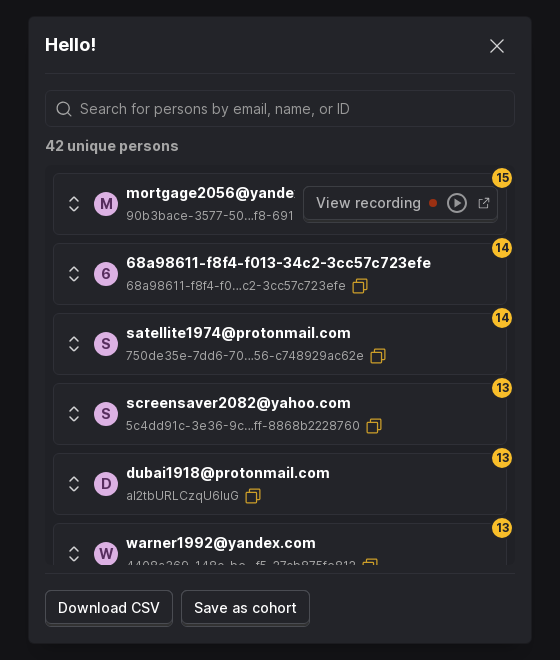 Hello!
Search for persons by email, name, or ID
42 unique persons
15
M
mortgage2056@yande
90b3bace-3577-50...f8-691
View recording
14
6
68a98611-f8f4-f013-34c2-3cc57c723efe
68a98611-f8f4-f0...c2-3cc57c723efe
14
S
satellite1974@protonmail.com
750de35e-7dd6-70...56-c748929ac62e
13
S
screensaver2082@yahoo.com
5c4dd91c-3e36-9c...ff-8868b2228760
13
D
dubai1918@protonmail.com
al2tbURLCzqU6luG
13
W
warner1992@yandex.com
Download CSV
Save as cohort